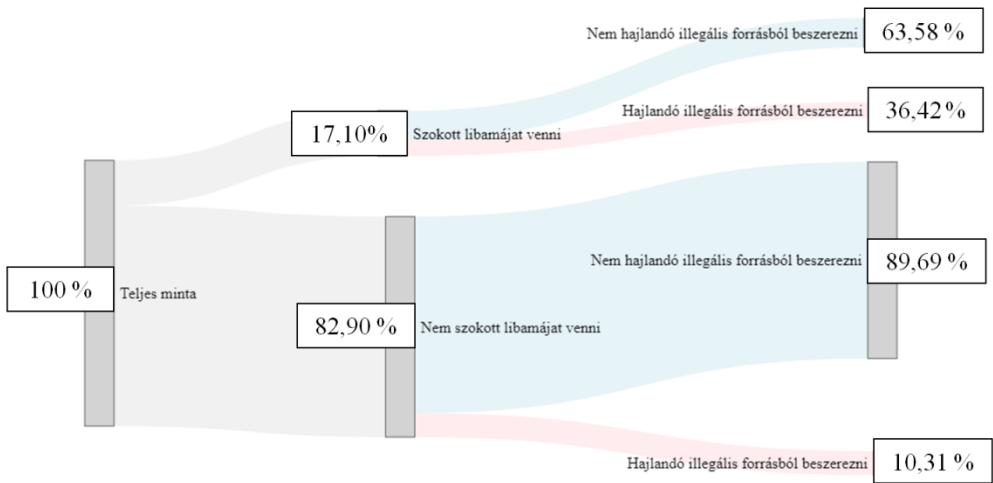 Nem hajlandó illegális forrásból beszerezni 63,58 %
Hajlandó illegális forrásból beszerezni 36,42 %
17,10% Szokott libamájat venni
Nem hajlandó illegális forrásból beszerezni 89,69 %
100 % Teljes minta
82,90 % Nem szokott libamájat venni
Hajlandó illegális forrásból beszerezni 10,31 %